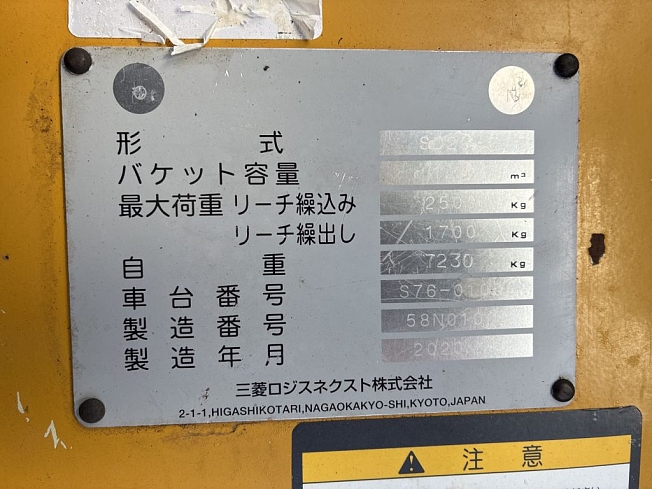 形式
バケット容量 m³
最大荷重 リーチ繰込み Kg
リーチ繰出し 1700 Kg
自重 7230 Kg
車台番号
製造番号
製造年月
三菱ロジスネクスト株式会社
2-1-1,HIGASHIKOTARI,NAGAOKAKYO-SHI,KYOTO,JAPAN
注意